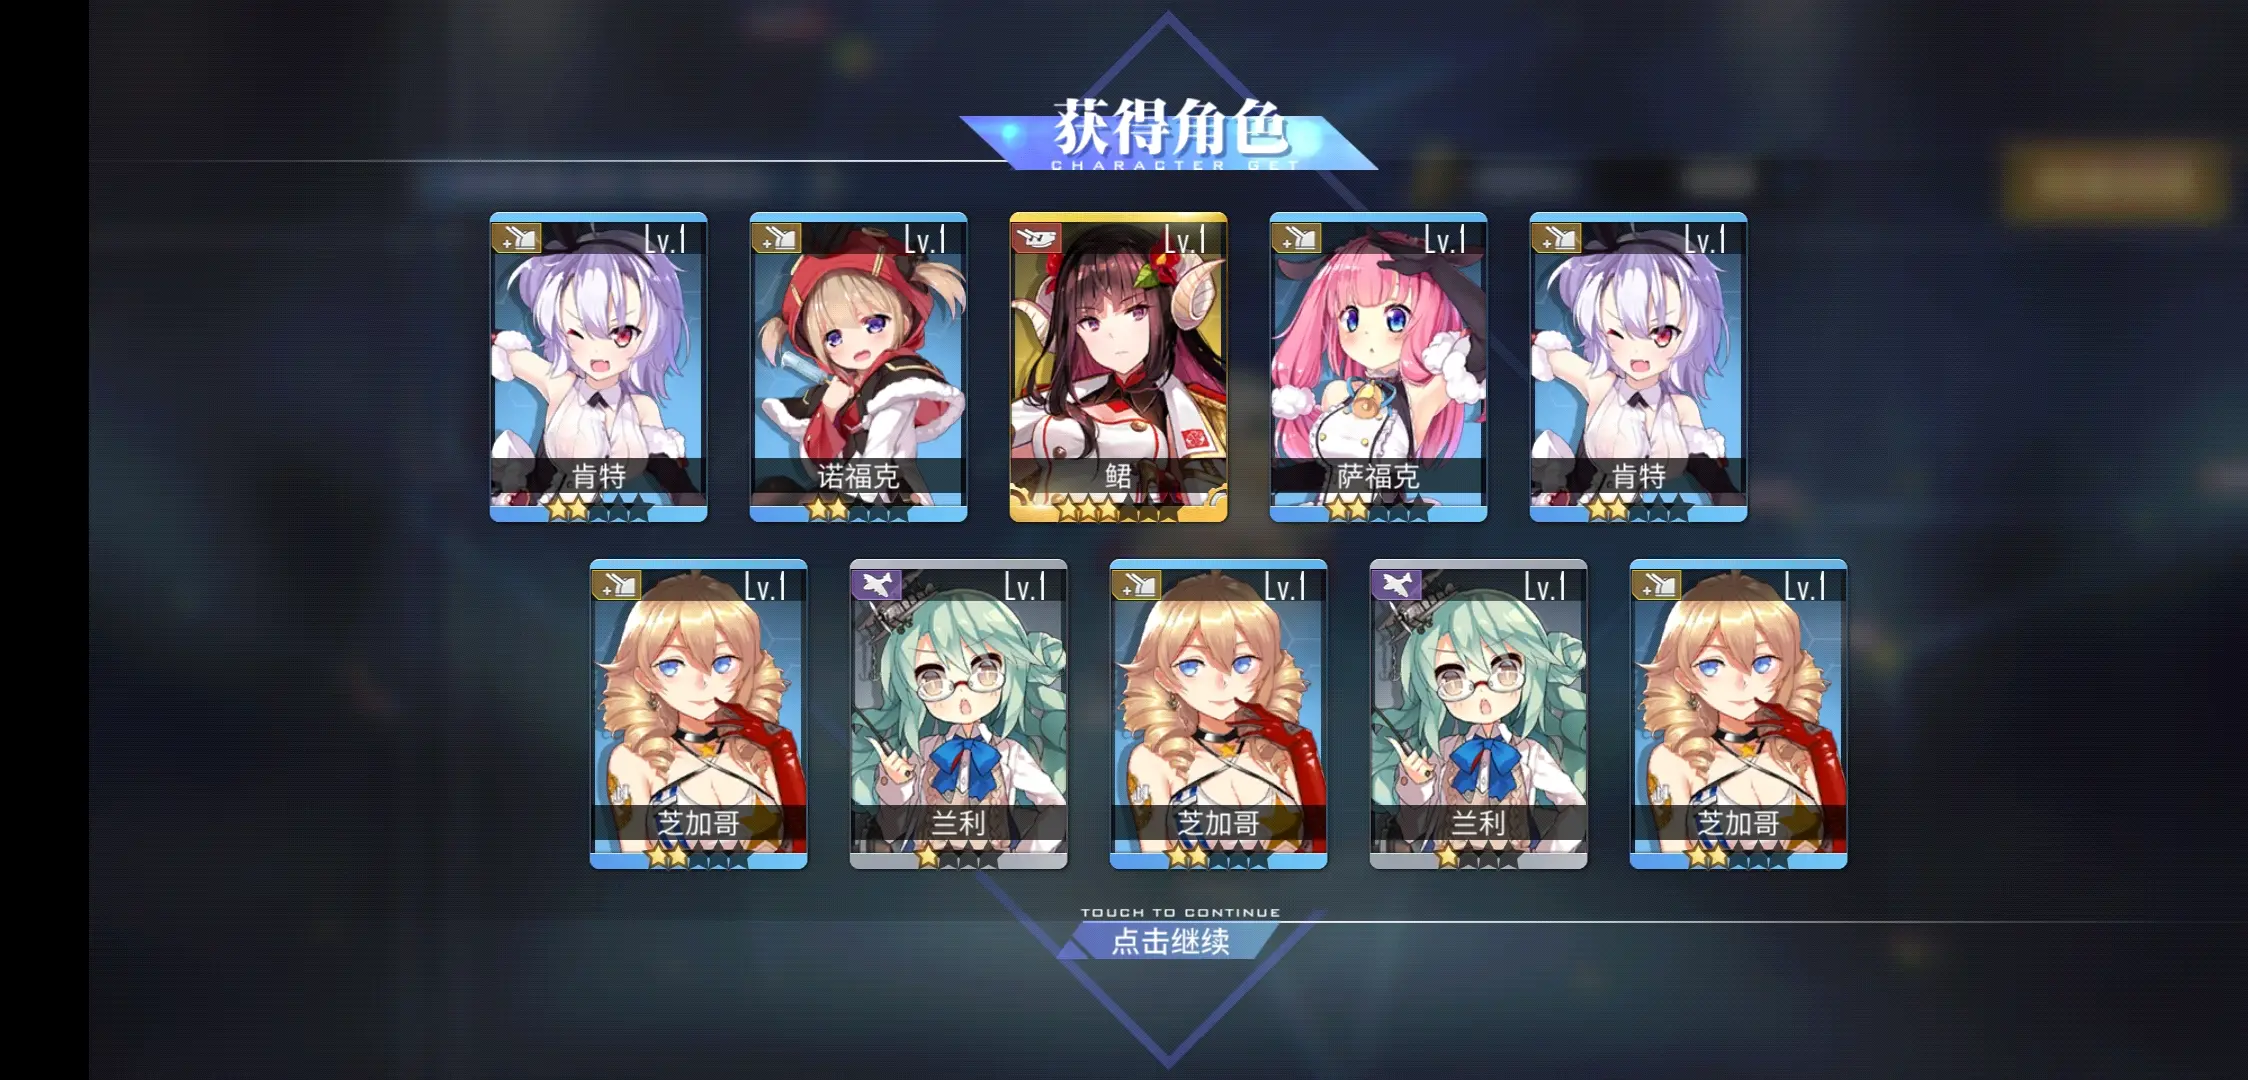 获得角色
CHARACTER GET
Lv.1 Lv.1 Lv.1 Lv.1 Lv.1
肯特 诺福克 鲪 萨福克 肯特
Lv.1 Lv.1 Lv.1 Lv.1 Lv.1
芝加哥 兰利 芝加哥 兰利 芝加哥
TOUCH TO CONTINUE
点击继续